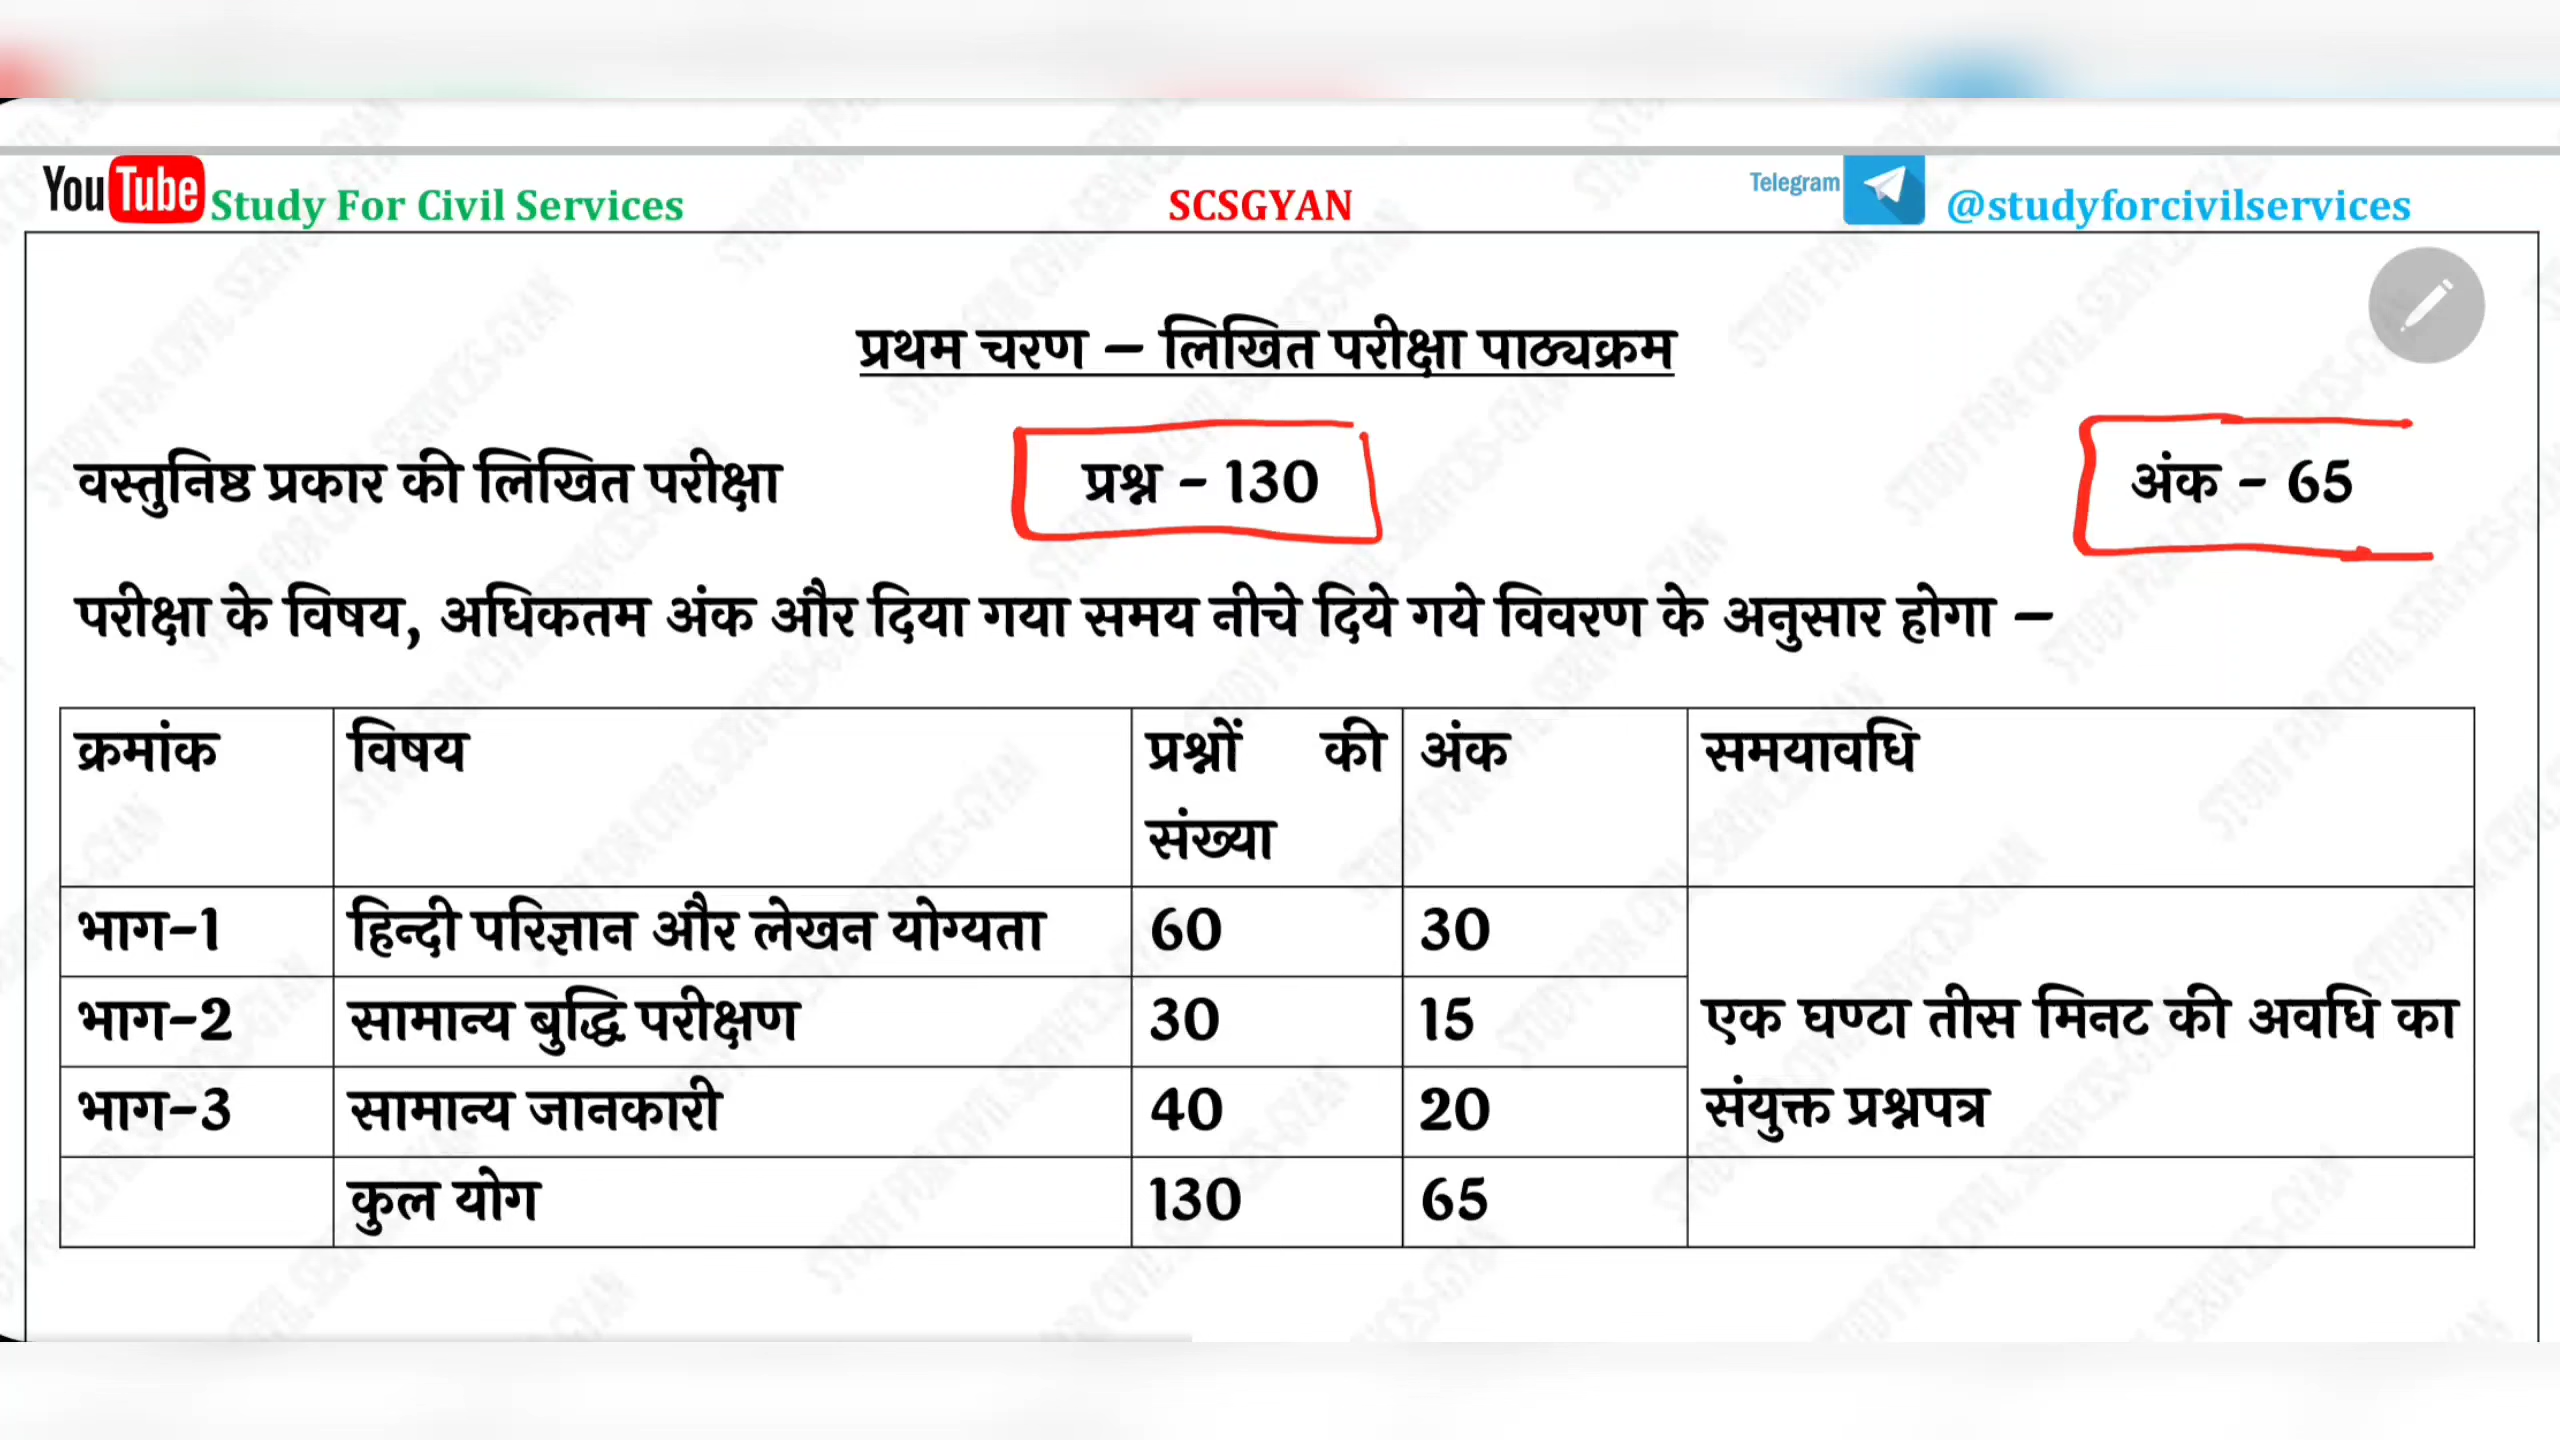 YouTube Study For Civil Services SCSGYAN Telegram @studyforcivilservices
प्रथम चरण – लिखित परीक्षा पाठ्यक्रम
वस्तुनिष्ठ प्रकार की लिखित परीक्षा प्रश्न - 130 अंक - 65
परीक्षा के विषय, अधिकतम अंक और दिया गया समय नीचे दिये गये विवरण के अनुसार होगा –
क्रमांक विषय प्रश्नों की संख्या अंक समयावधि
भाग-1 हिन्दी परिज्ञान और लेखन योग्यता 60 30
भाग-2 सामान्य बुद्धि परीक्षण 30 15 एक घण्टा तीस मिनट की अवधि का
भाग-3 सामान्य जानकारी 40 20 संयुक्त प्रश्नपत्र
कुल योग 130 65